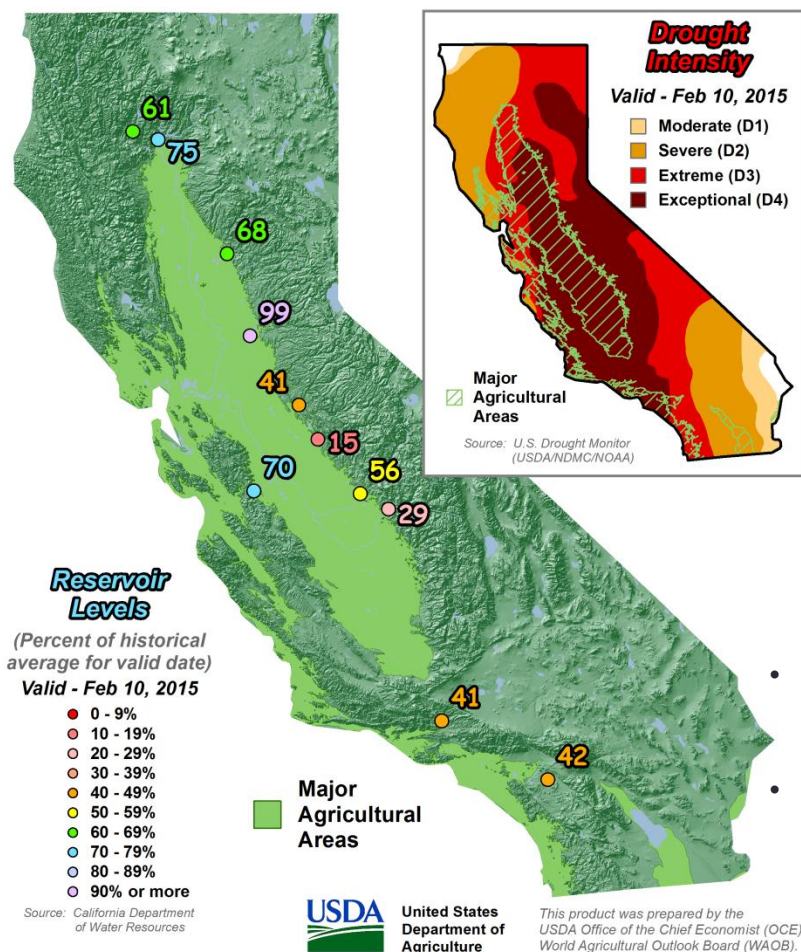 Drought
Intensity
Valid - Feb 10, 2015
Moderate (D1)
Severe (D2)
Extreme (D3)
Exceptional (D4)
Major
Agricultural
Areas
Source: U.S. Drought Monitor
(USDA/NDMC/NOAA)
61
75
68
99
41
15
70
56
29
41
42
Reservoir
Levels
(Percent of historical
average for valid date)
Valid - Feb 10, 2015
0 - 9%
10 - 19%
20 - 29%
30 - 39%
40 - 49%
50 - 59%
60 - 69%
70 - 79%
80 - 89%
90% or more
Source: California Department
of Water Resources
Major
Agricultural
Areas
USDA
United States
Department of
Agriculture
This product was prepared by the
USDA Office of the Chief Economist (OCE)
World Agricultural Outlook Board (WAOB)